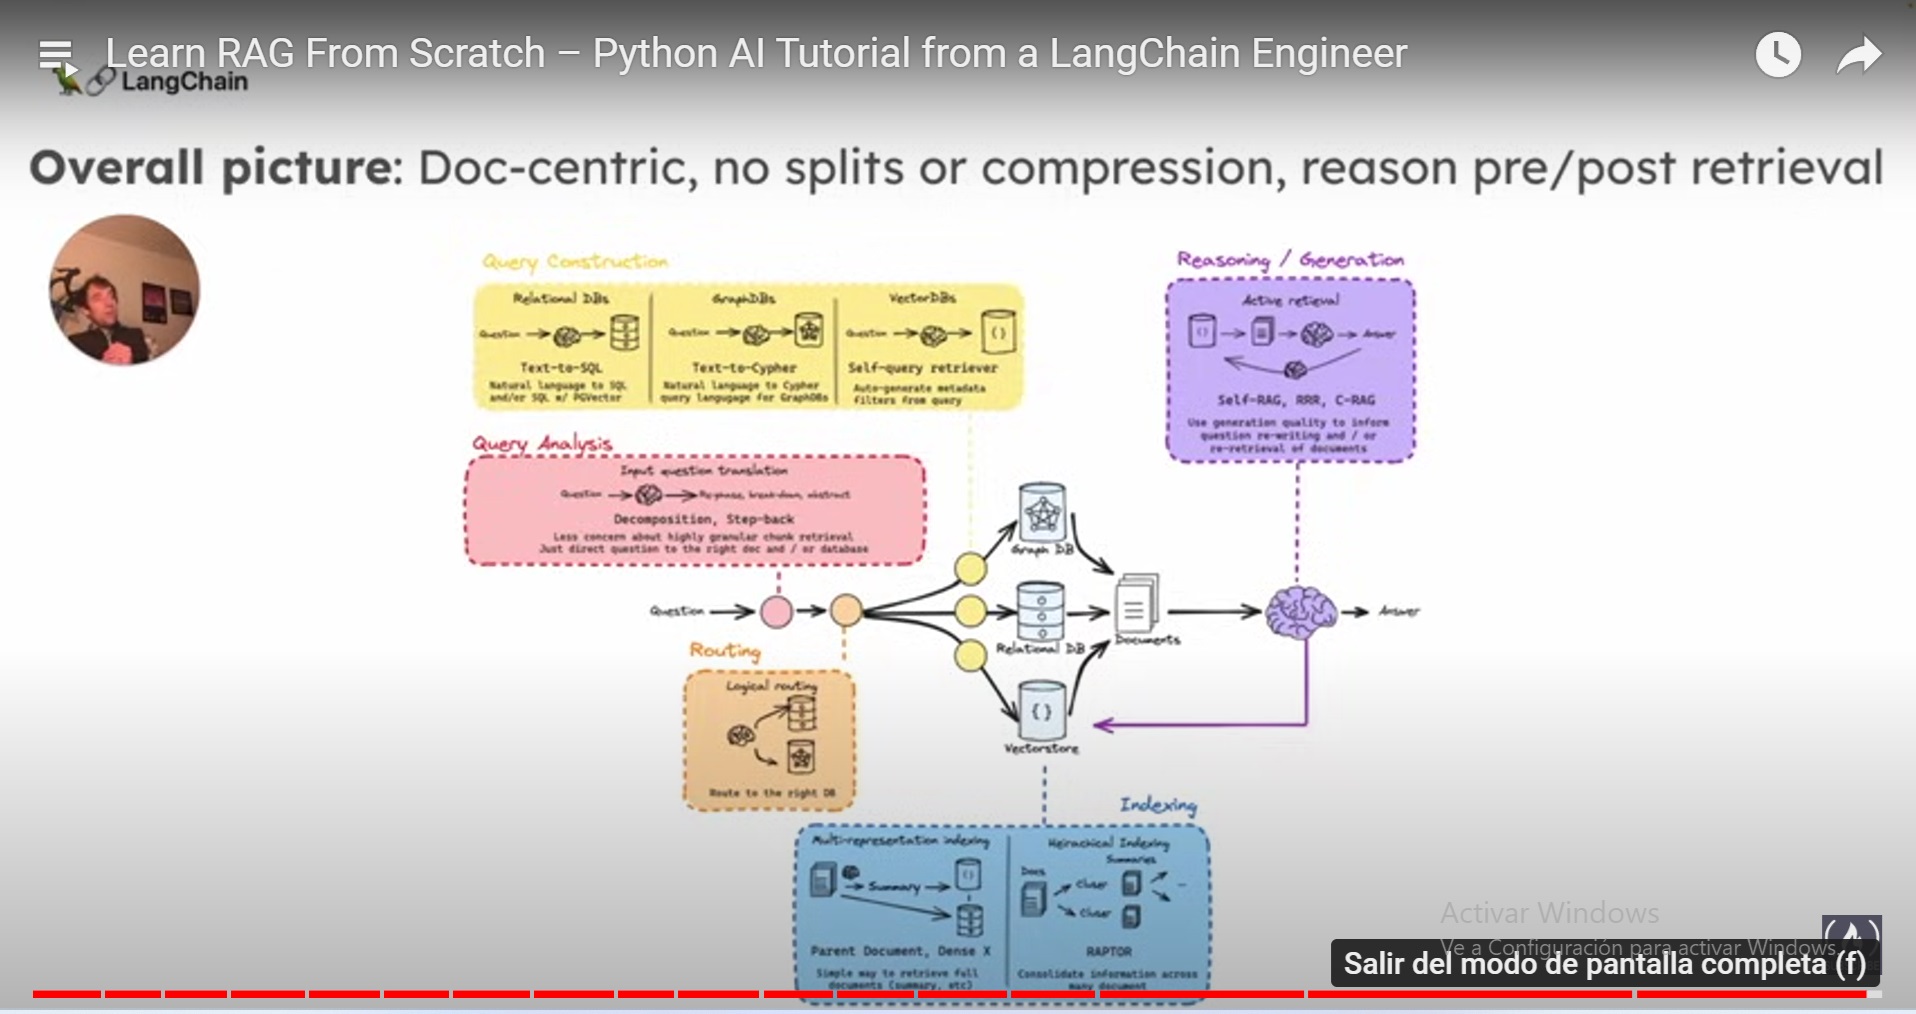 Learn RAG From Scratch – Python AI Tutorial from a LangChain Engineer
LangChain
Overall picture: Doc-centric, no splits or compression, reason pre/post retrieval
Query Construction
Relational DBs
Question
Text-to-SQL
Natural language to SQL
and/or SQL w/ PGVector
GraphDBs
Question
Text-to-Cypher
Natural language to Cypher
query langugage for GraphDBs
VectorDBs
Question
Self-query retriever
Auto-generate metadata
filters from query
Reasoning / Generation
Active retieval
Answer
Self-RAG, RRR, C-RAG
Use generation quality to inform
question re-writing and / or
re-retrieval of documents
Query Analysis
Input question translation
Question
Re-phrase, break-down, abstract
Decomposition, Step-back
Less concern about highly granular chunk retrieval
Just direct question to the right doc and / or database
Question
Graph DB
Relational DB
Vectorstore
Documents
Answer
Routing
Logical routing
Route to the right DB
Indexing
Multi-representation indexing
Summary
Parent Document, Dense X
Simple way to retrieve full
documents (summary, etc)
Heirachical Indexing
Summaries
Docs
Cluser
Cluser
...
RAPTOR
Consolidate information across
many document
Activar Windows
Ve a Configuración para activar Windows.
Salir del modo de pantalla completa (f)